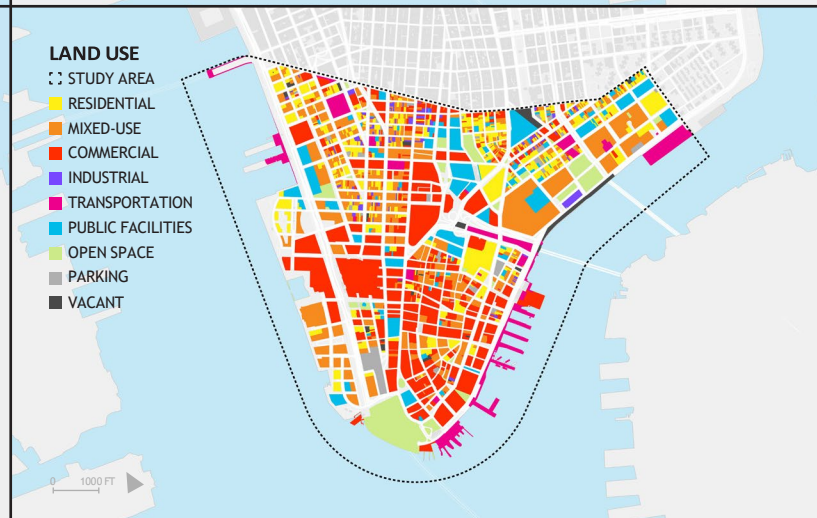 LAND USE
STUDY AREA
RESIDENTIAL
MIXED-USE
COMMERCIAL
INDUSTRIAL
TRANSPORTATION
PUBLIC FACILITIES
OPEN SPACE
PARKING
VACANT
0 1000 FT